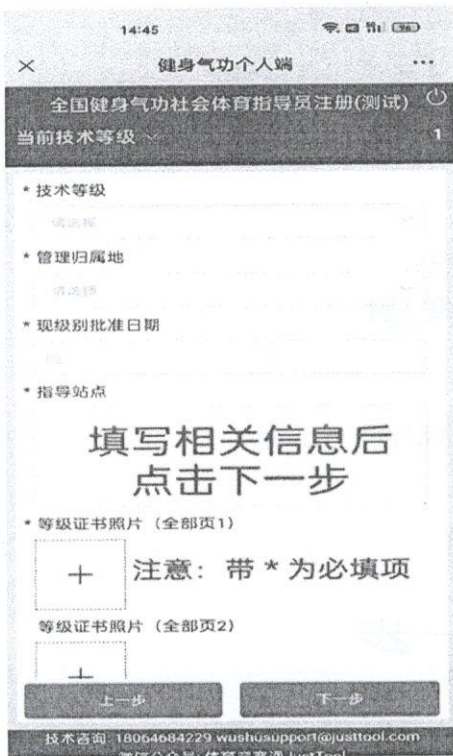 14:45
健身气功个人端
全国健身气功社会体育指导员注册(测试)
当前技术等级
1
* 技术等级
请选择
* 管理归属地
请选择
* 现级别批准日期
* 指导站点
填写相关信息后
点击下一步
* 等级证书照片（全部页1）
注意：带 * 为必填项
等级证书照片（全部页2）
上一步
下一步
技术咨询: 18064684229 wushusupport@justtool.com